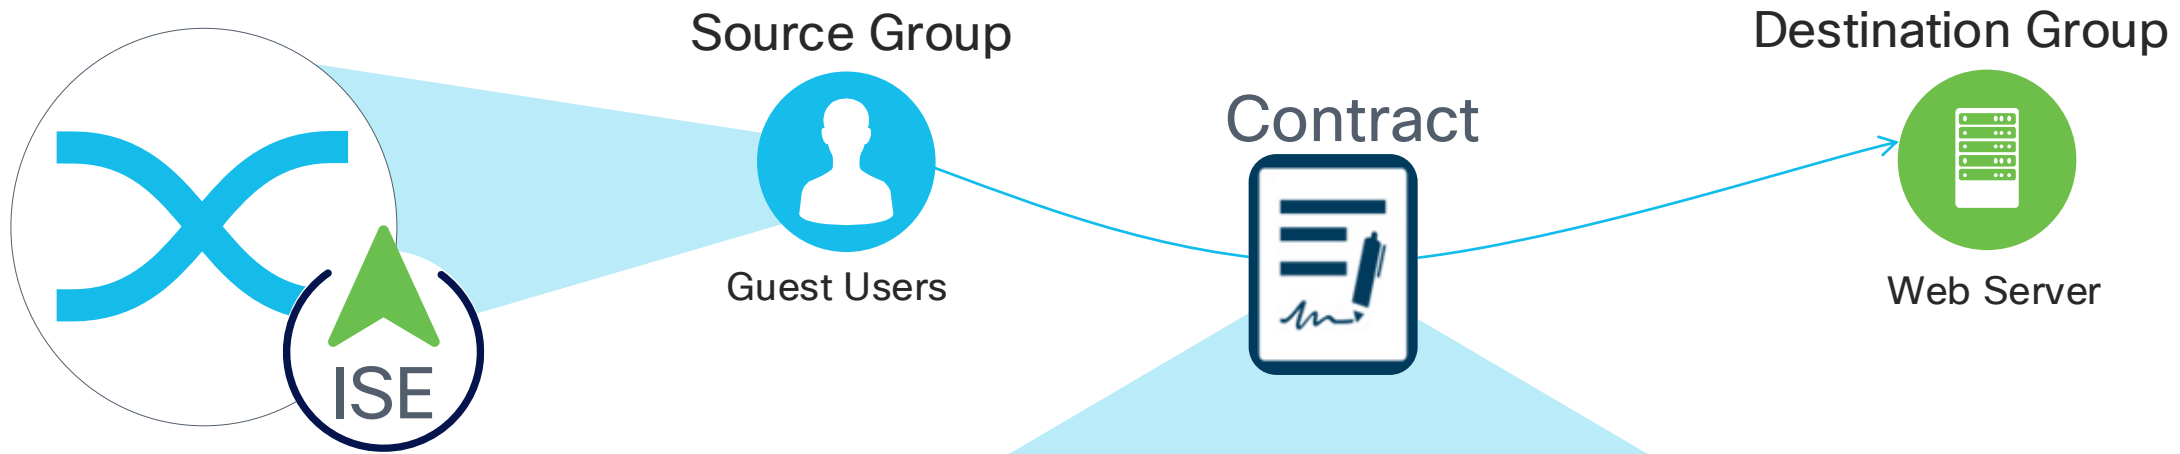 Source Group
Destination Group
Contract
Guest Users
Web Server
ISE